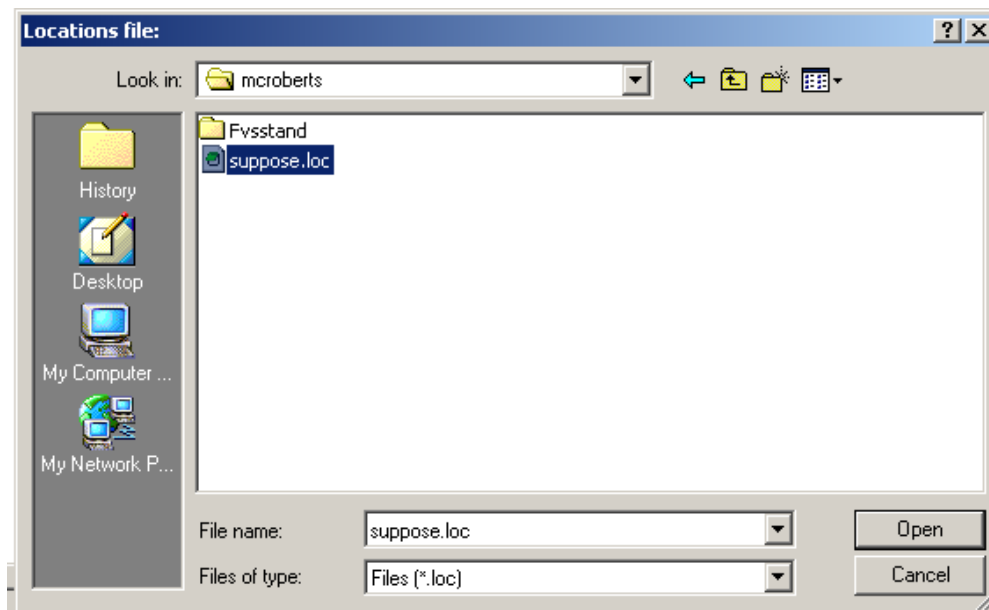 Locations file:
Look in: mcroberts
Fvsstand
suppose.loc
History
Desktop
My Computer ...
My Network P...
File name: suppose.loc Open
Files of type: Files (*.loc) Cancel